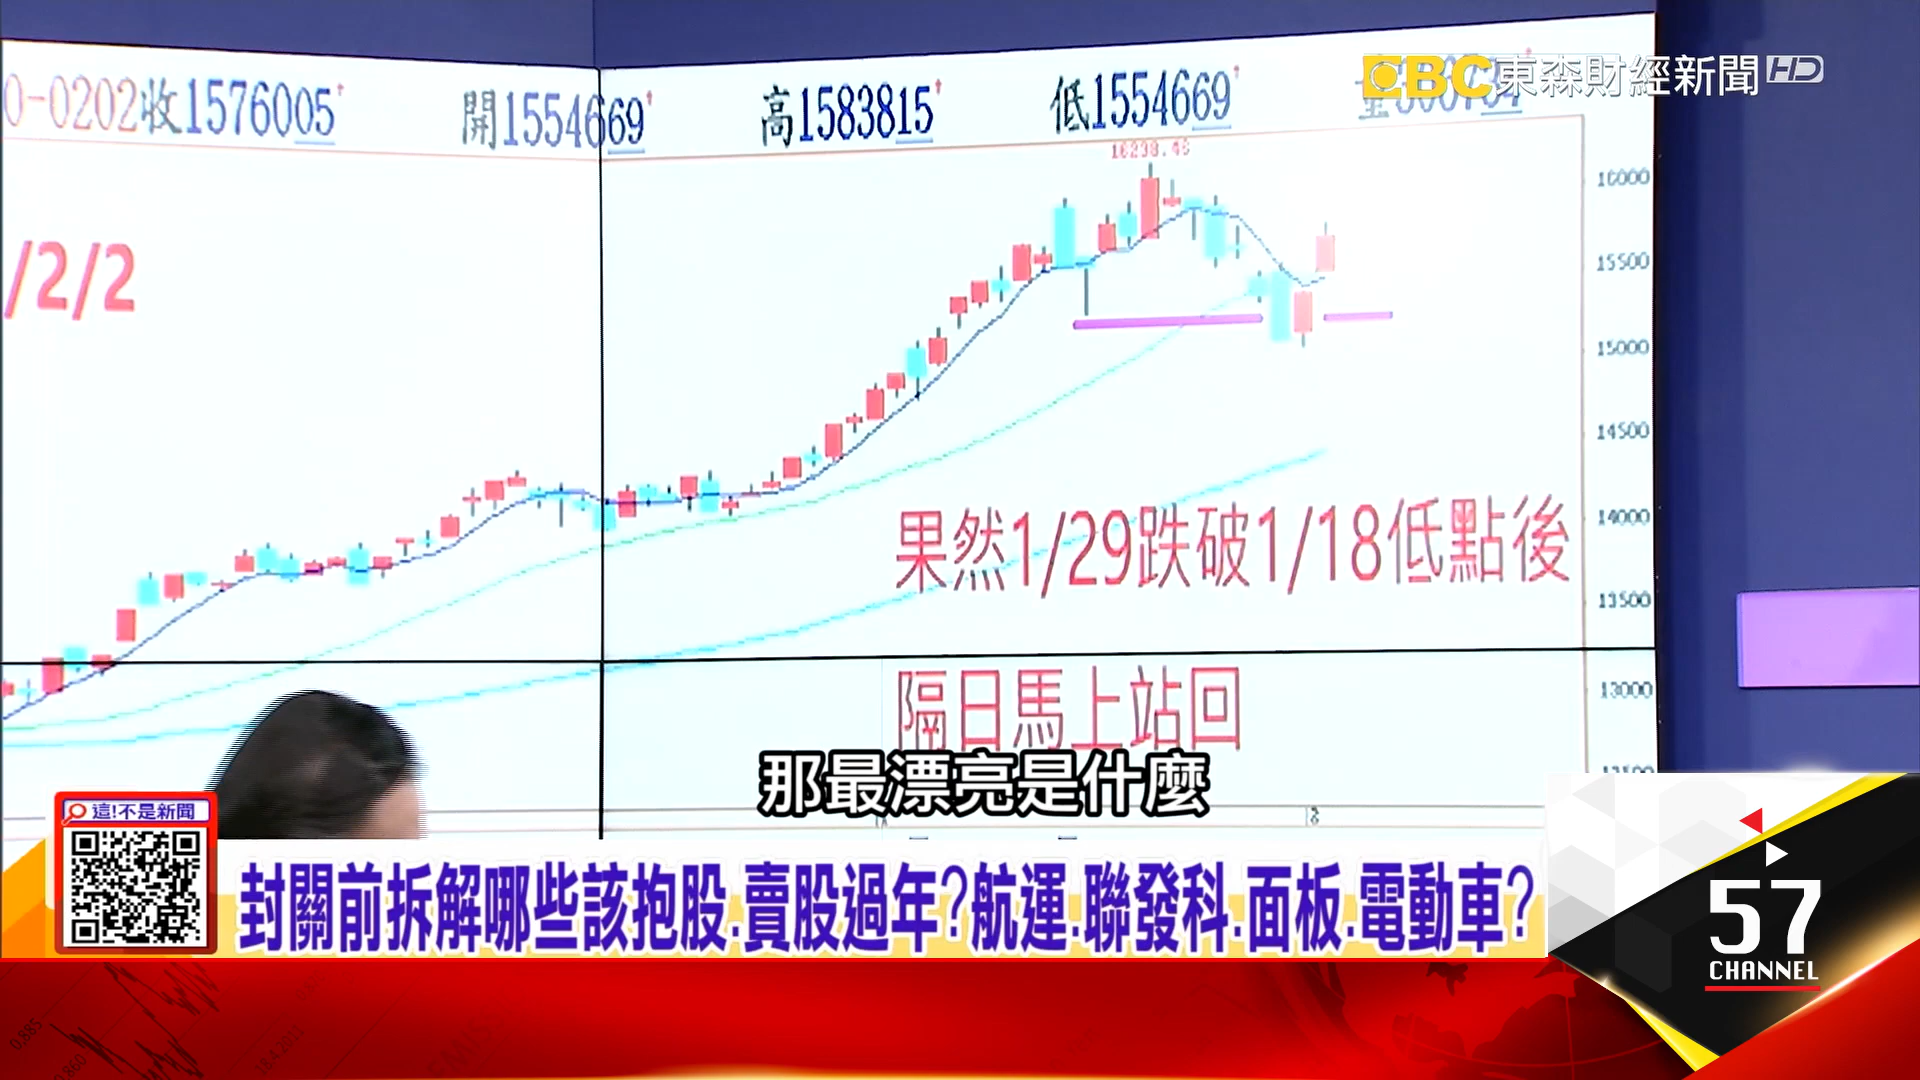 EBC東森財經新聞HD
0-0202收1576005 開1554669 高1583815 低1554669
16238.45
16000
/2/2
15500
15000
14500
14000
果然1/29跌破1/18低點後
13500
隔日馬上站回
13000
那最漂亮是什麼
這!不是新聞
封關前拆解哪些該抱股.賣股過年?航運.聯發科.面板.電動車?
57
CHANNEL